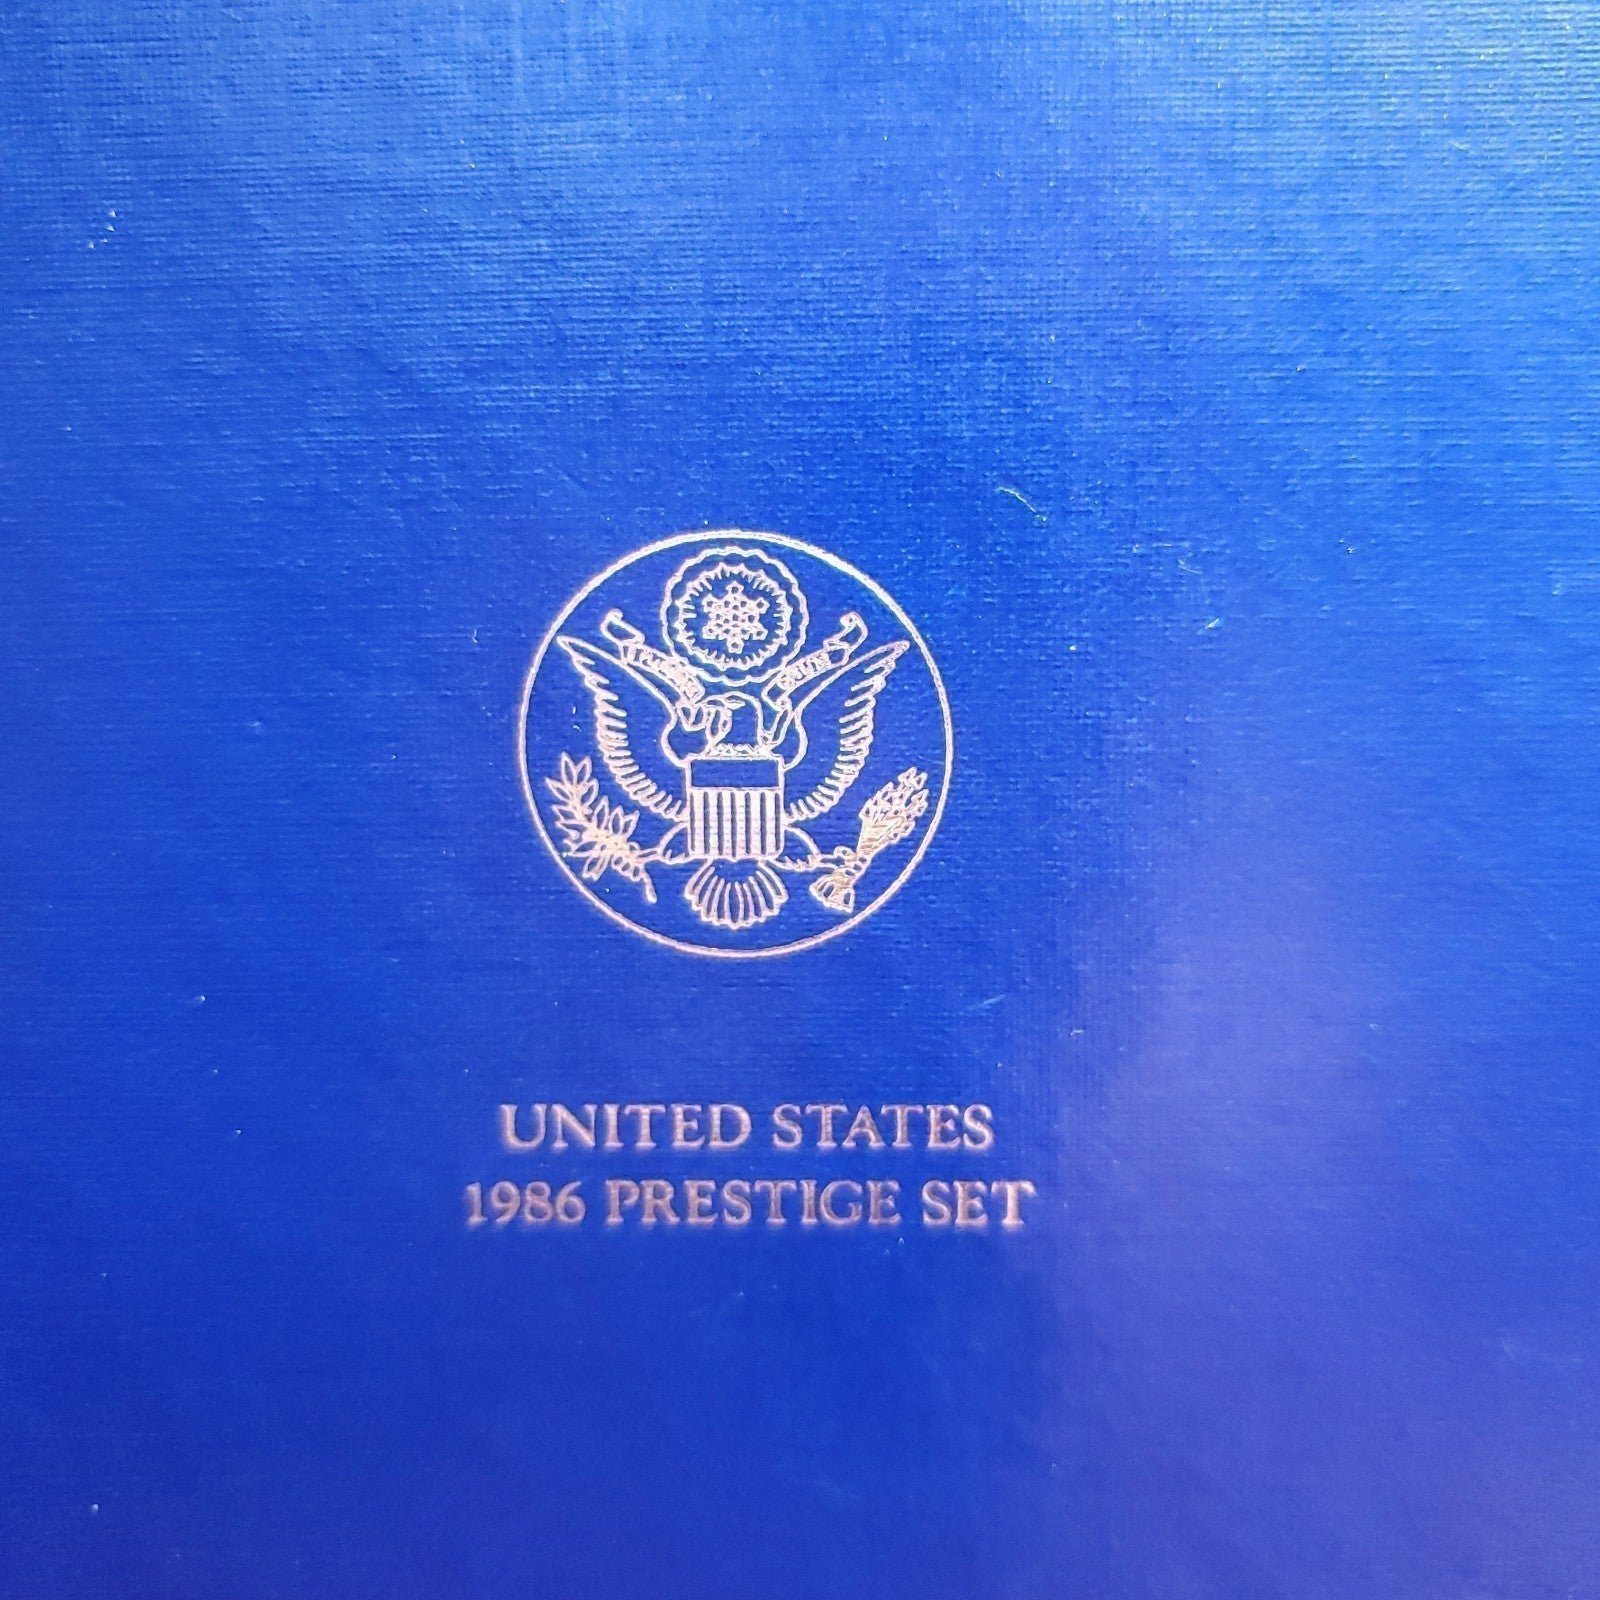 UNITED STATES
1986 PRESTIGE SET